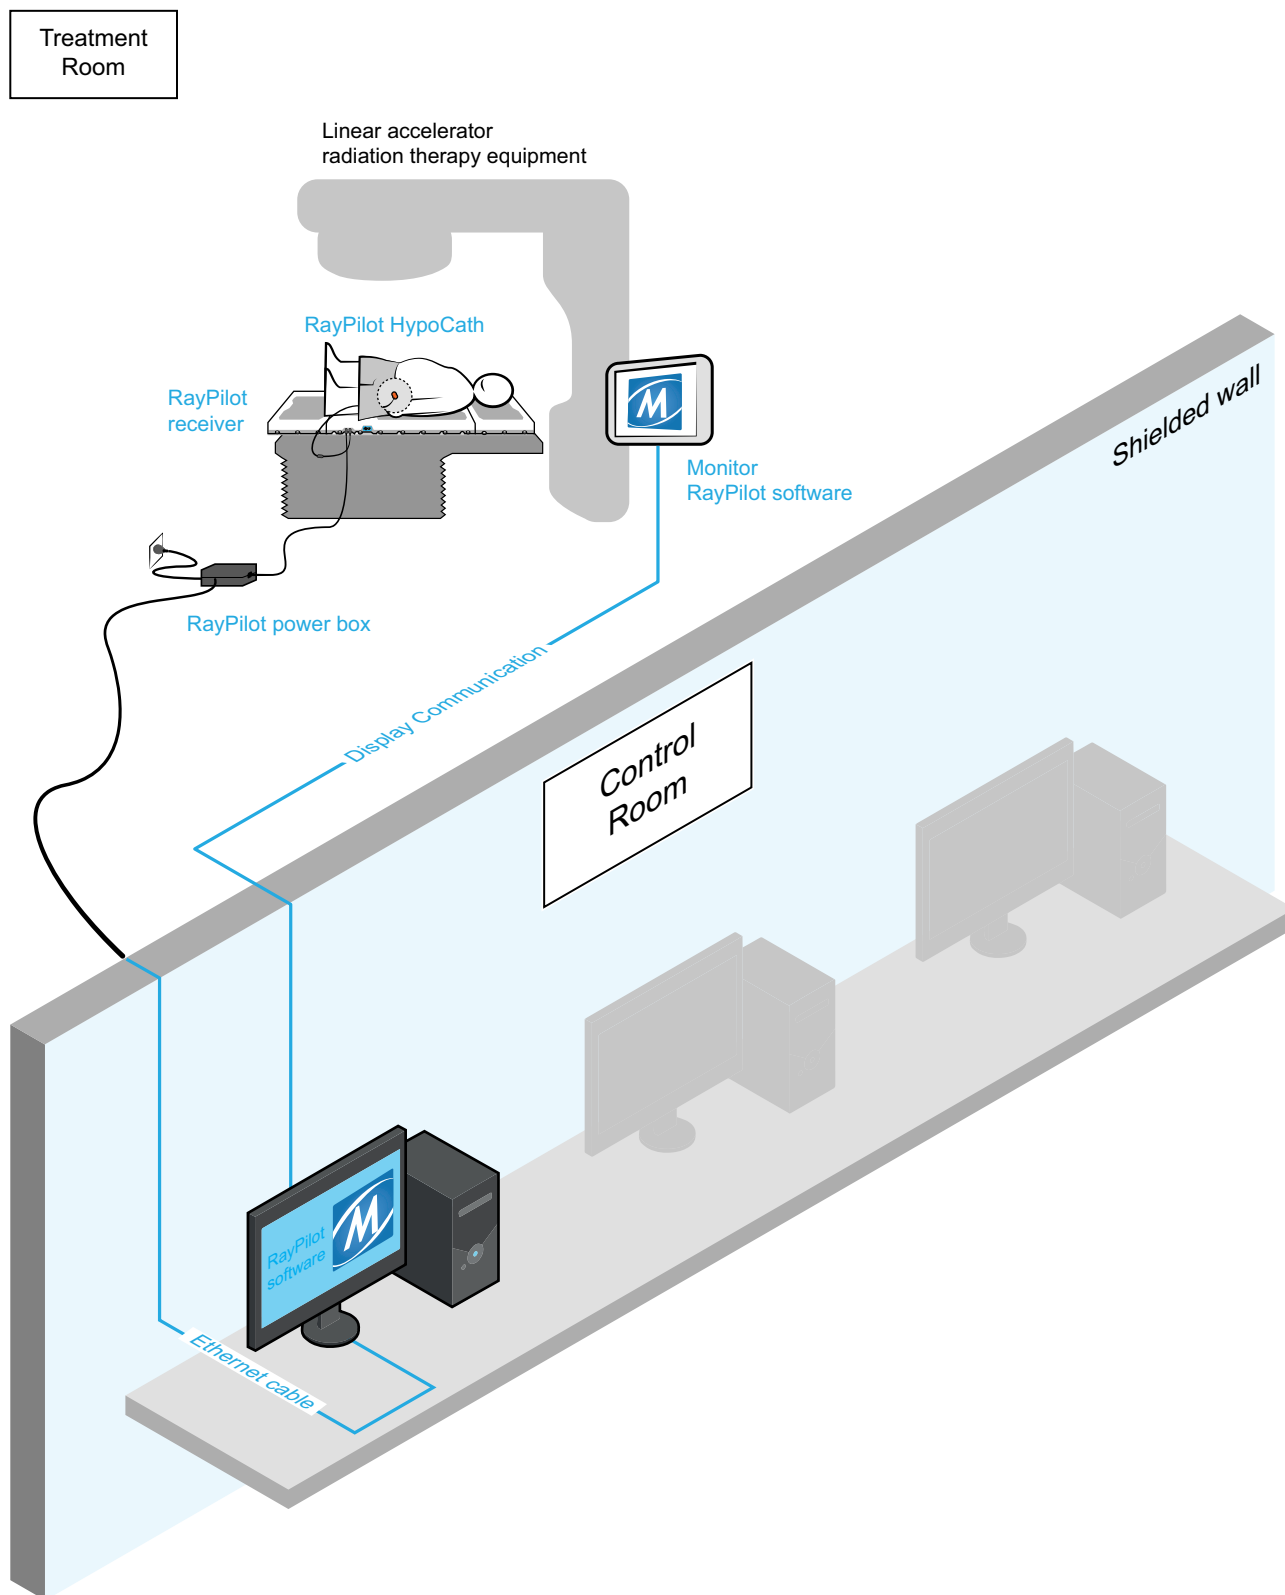 Treatment
Room
Linear accelerator
radiation therapy equipment
RayPilot HypoCath
RayPilot
receiver
M
Monitor
RayPilot software
Shielded wall
RayPilot power box
Display Communication
Control
Room
RayPilot
software
M
Ethernet cable